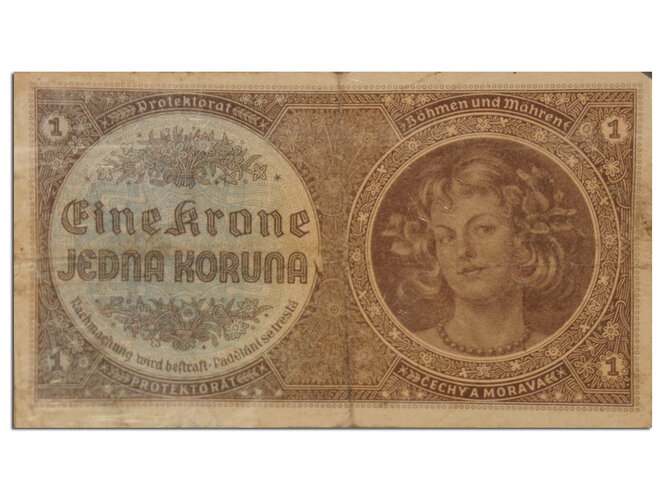 Protektorat
Böhmen und Mähren
1
1
Eine Krone
JEDNA KORUNA
Nachmachung wird bestraft · Padělání se trestá
1
1
PROTEKTORÁT
ČECHY A MORAVA